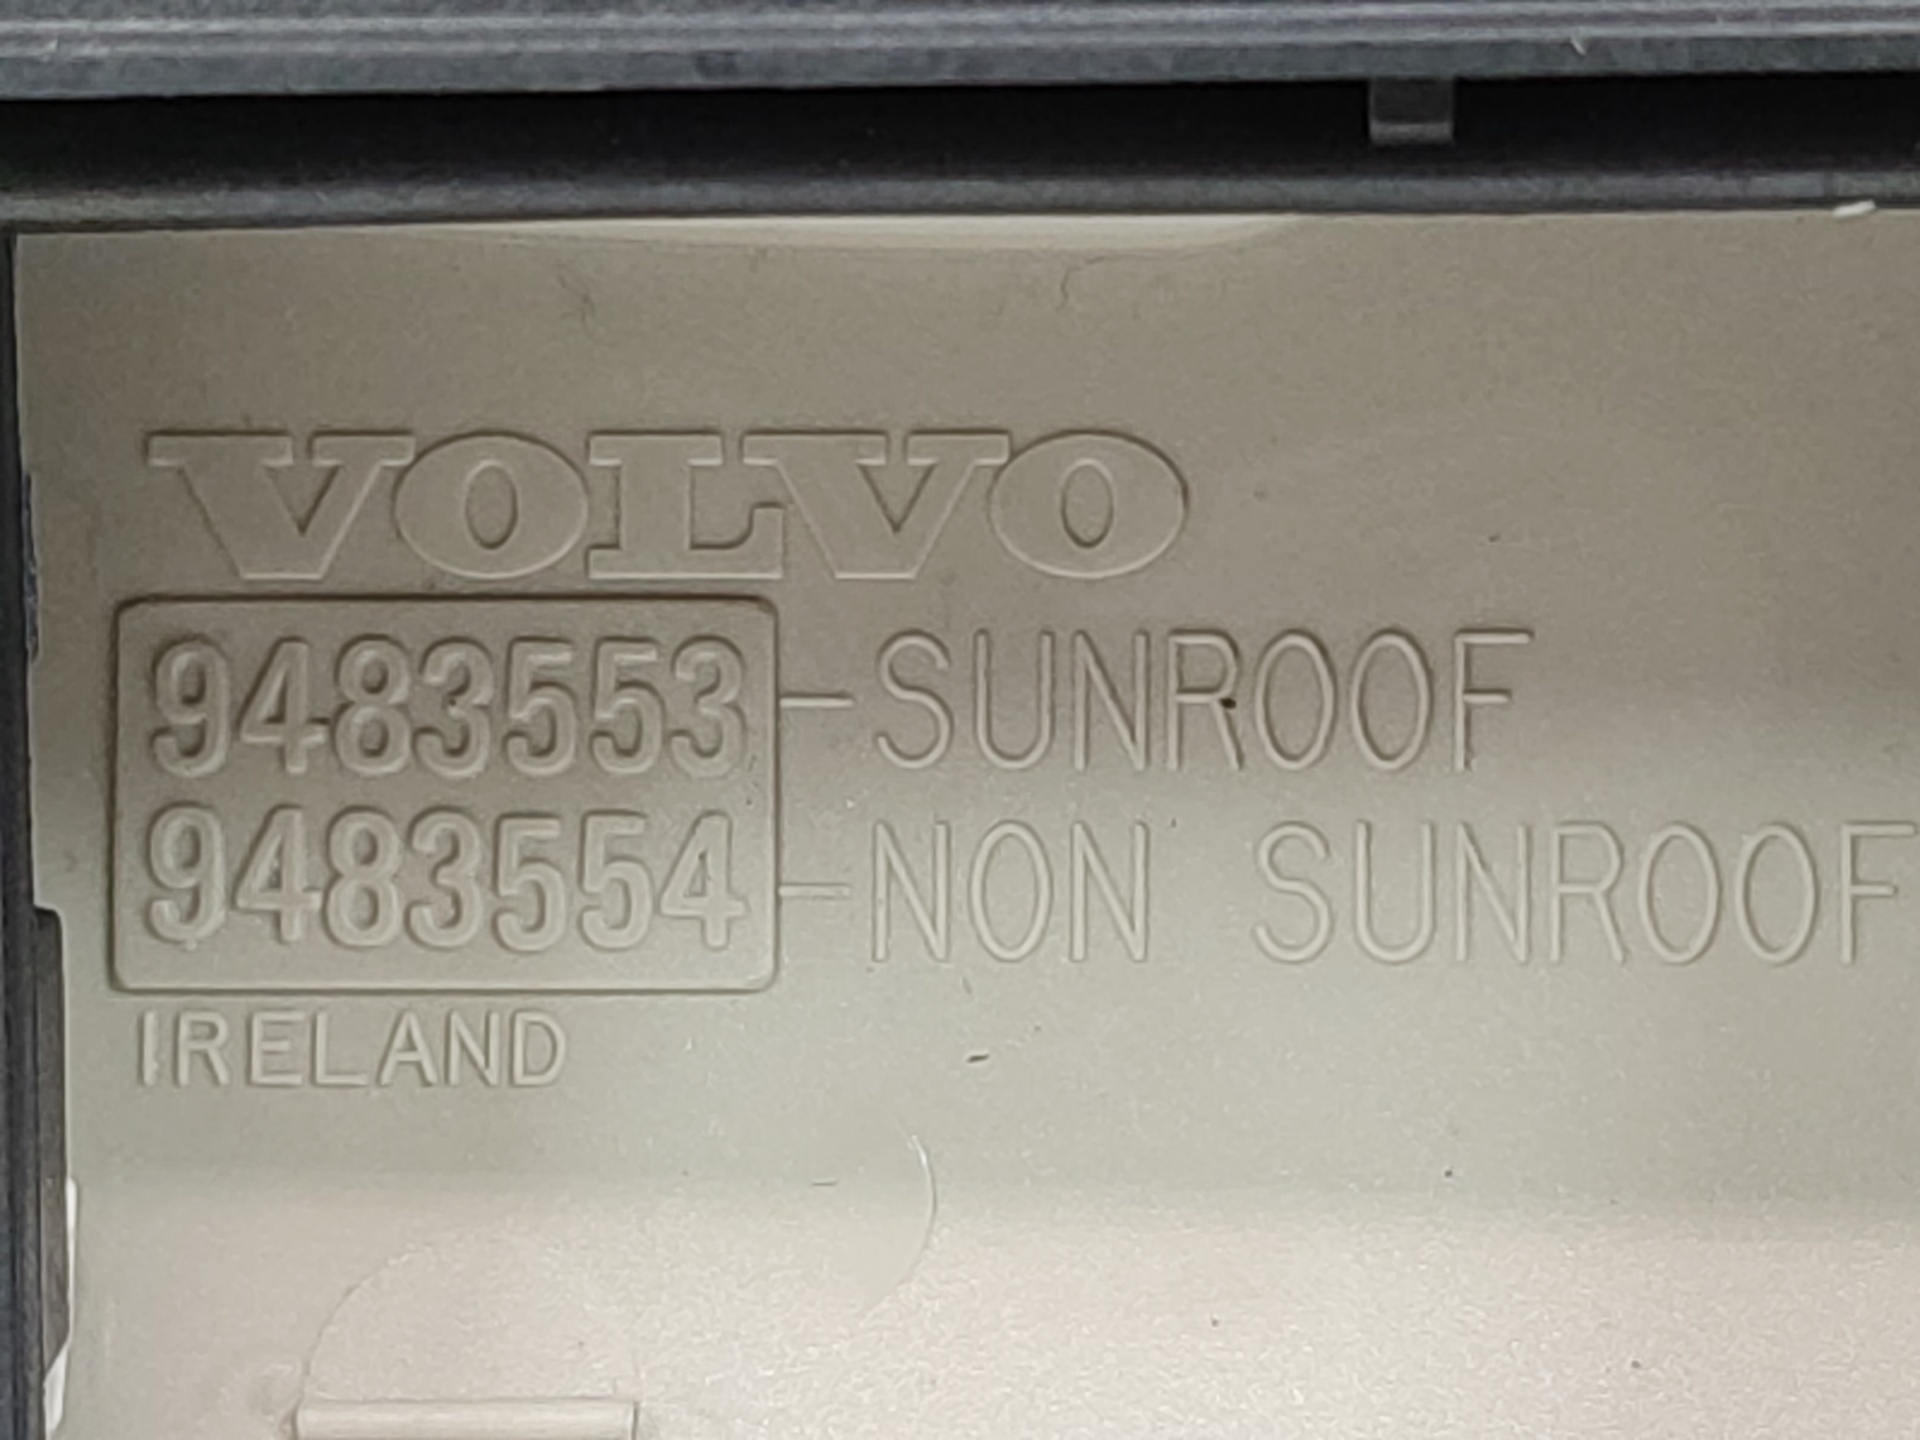 VOLVO
9483553-SUNROOF
9483554-NON SUNROOF
IRELAND